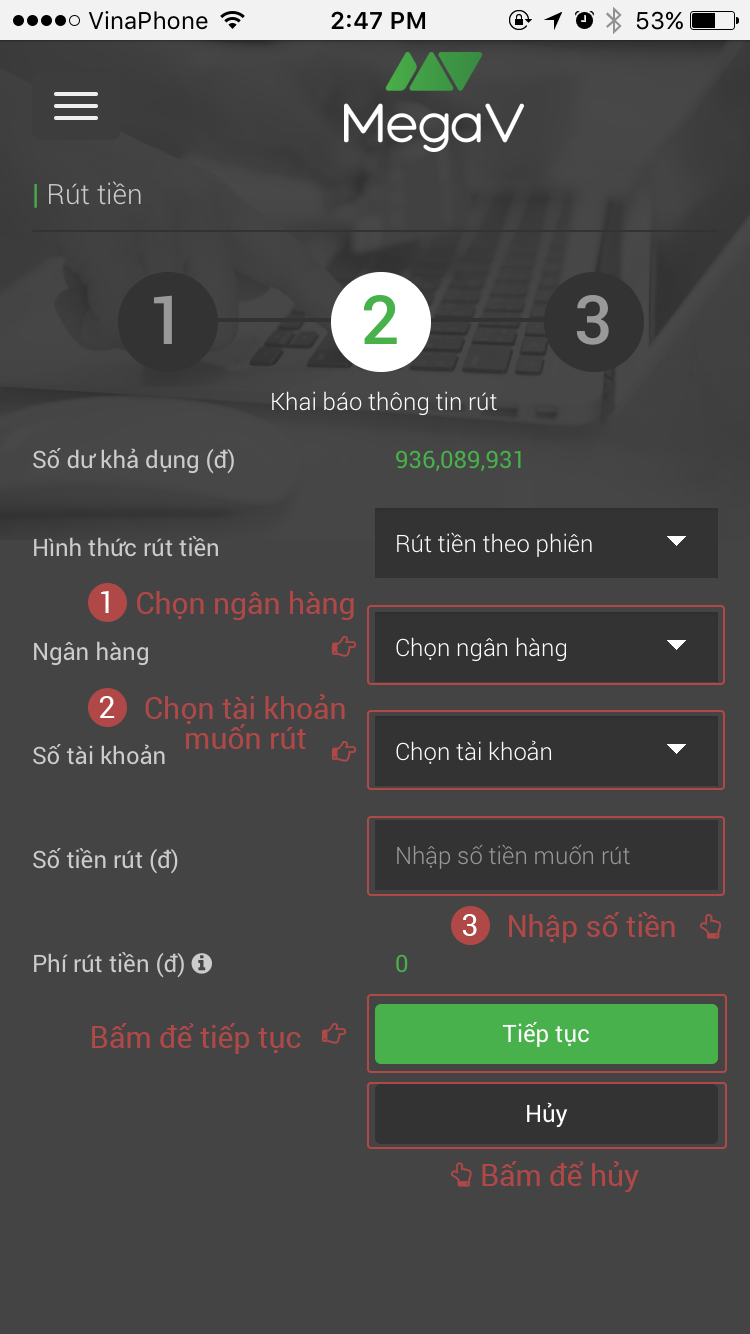 VinaPhone 2:47 PM 53%
MegaV
Rút tiền
1 2 3
Khai báo thông tin rút
Số dư khả dụng (đ) 936,089,931
Hình thức rút tiền Rút tiền theo phiên
1 Chọn ngân hàng
Ngân hàng Chọn ngân hàng
2 Chọn tài khoản
muốn rút
Số tài khoản Chọn tài khoản
Số tiền rút (đ) Nhập số tiền muốn rút
3 Nhập số tiền
Phí rút tiền (đ) 0
Bấm để tiếp tục Tiếp tục
Hủy
Bấm để hủy